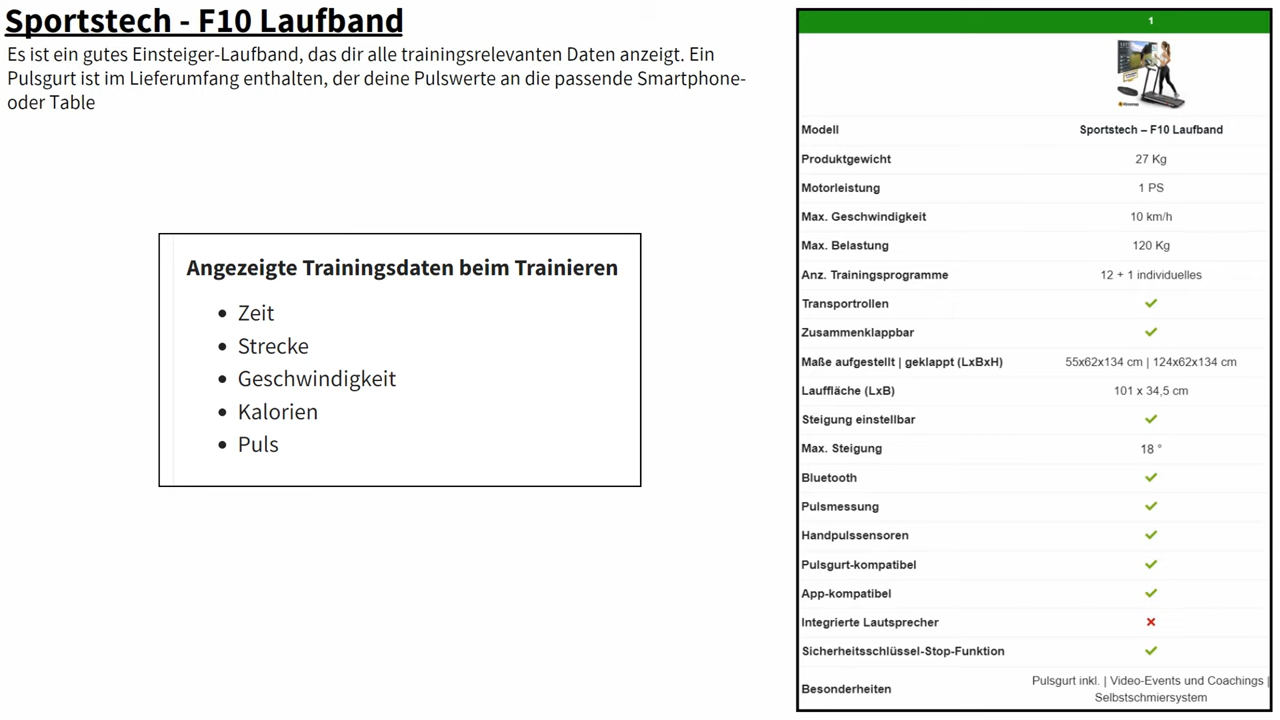 Sportstech - F10 Laufband
Es ist ein gutes Einsteiger-Laufband, das dir alle trainingsrelevanten Daten anzeigt. Ein
Pulsgurt ist im Lieferumfang enthalten, der deine Pulswerte an die passende Smartphone-
oder Table
Angezeigte Trainingsdaten beim Trainieren
• Zeit
• Strecke
• Geschwindigkeit
• Kalorien
• Puls
1
Modell Sportstech – F10 Laufband
Produktgewicht 27 Kg
Motorleistung 1 PS
Max. Geschwindigkeit 10 km/h
Max. Belastung 120 Kg
Anz. Trainingsprogramme 12 + 1 individuelles
Transportrollen
Zusammenklappbar
Maße aufgestellt | geklappt (LxBxH) 55x62x134 cm | 124x62x134 cm
Lauffläche (LxB) 101 x 34,5 cm
Steigung einstellbar
Max. Steigung 18 °
Bluetooth
Pulsmessung
Handpulssensoren
Pulsgurt-kompatibel
App-kompatibel
Integrierte Lautsprecher
Sicherheitsschlüssel-Stop-Funktion
Besonderheiten Pulsgurt inkl. | Video-Events und Coachings |
Selbstschmiersystem